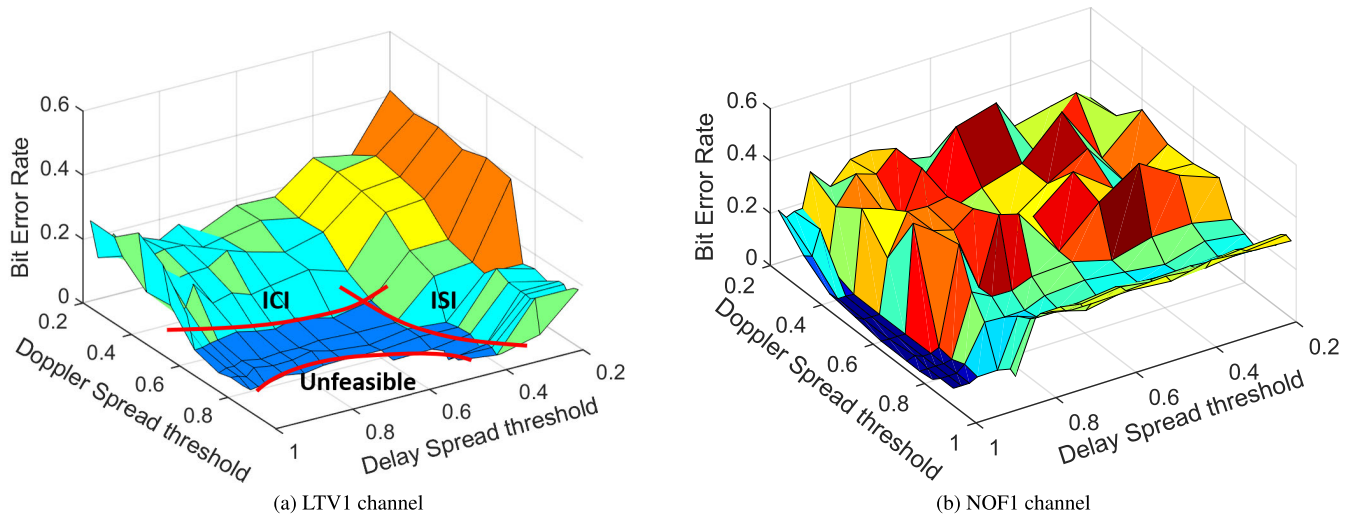 Bit Error Rate
0.6
0.4
0.2
0
0.2
0.4
0.6
0.8
1
Doppler Spread threshold
0.8
0.6
0.4
0.2
Delay Spread threshold
ICI
ISI
Unfeasible
(a) LTV1 channel
Bit Error Rate
0.6
0.4
0.2
0
0.2
0.4
0.6
0.8
1
Doppler Spread threshold
1
0.8
0.6
0.4
0.2
Delay Spread threshold
(b) NOF1 channel